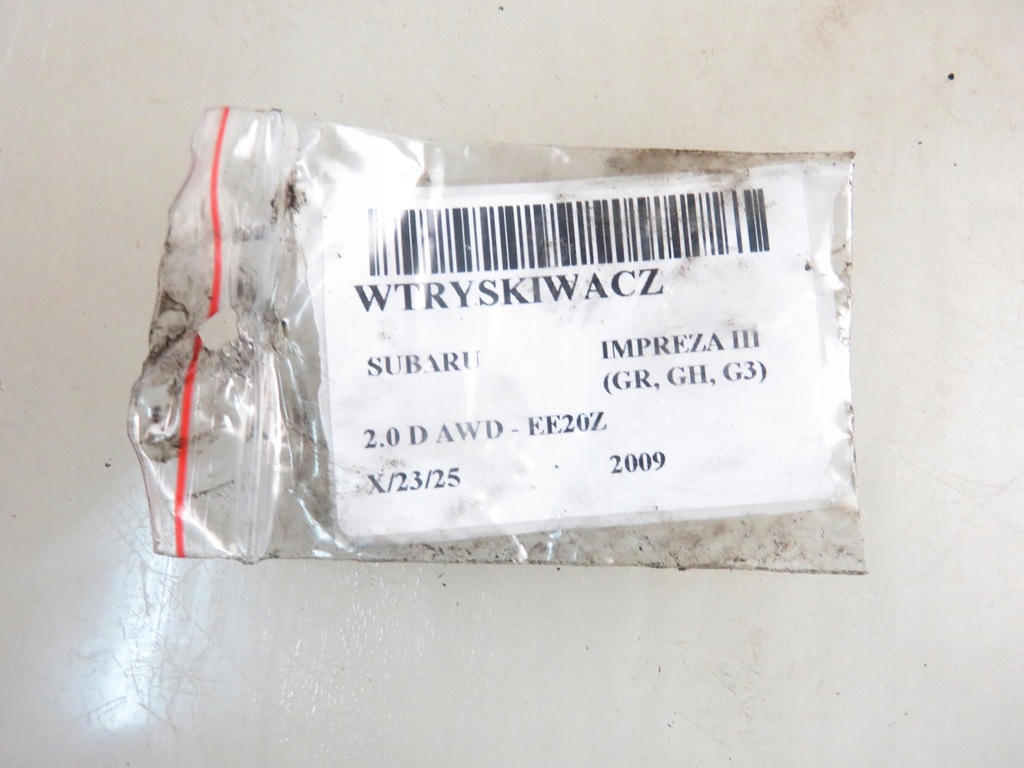 WTRYSKIWACZ
SUBARU IMPREZA III
(GR, GH, G3)
2.0 D AWD - EE20Z
X/23/25 2009